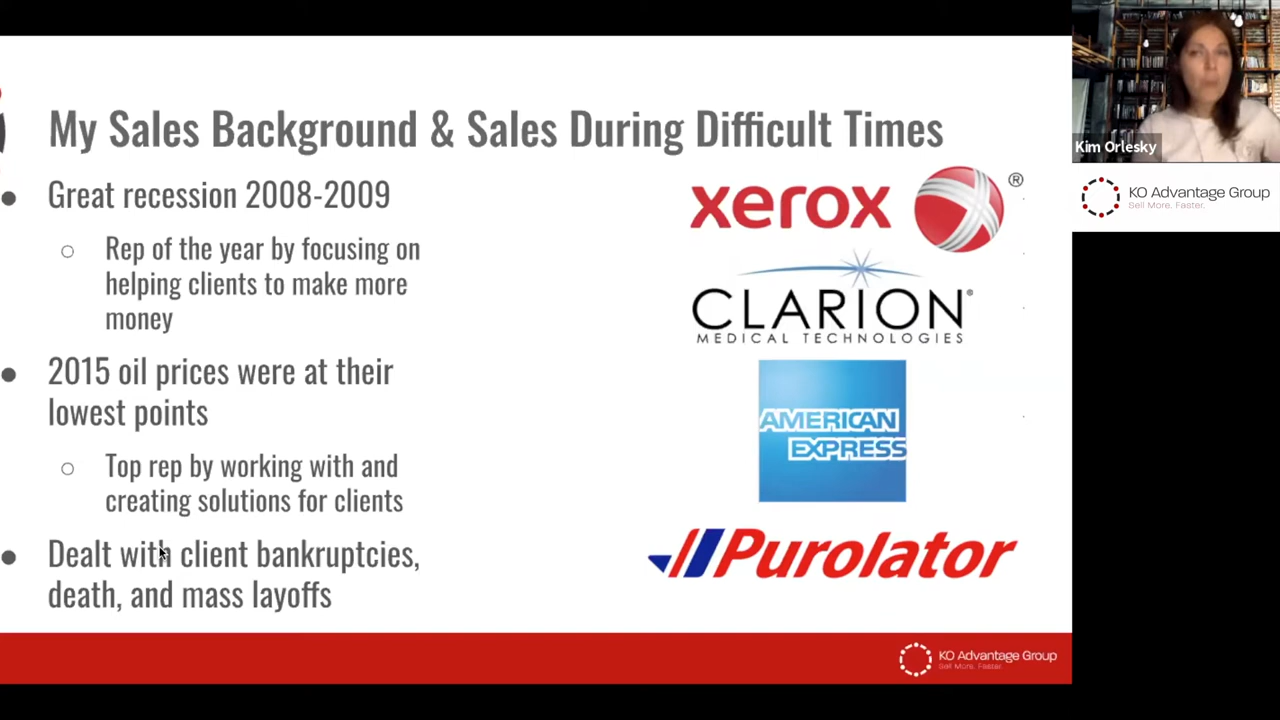 My Sales Background & Sales During Difficult Times
Great recession 2008-2009
Rep of the year by focusing on
helping clients to make more
money
2015 oil prices were at their
lowest points
Top rep by working with and
creating solutions for clients
Dealt with client bankruptcies,
death, and mass layoffs
xerox ®
CLARION®
MEDICAL TECHNOLOGIES
AMERICAN
EXPRESS
Purolator
KO Advantage Group
Sell More. Faster.
Kim Orlesky
KO Advantage Group
Sell More. Faster.